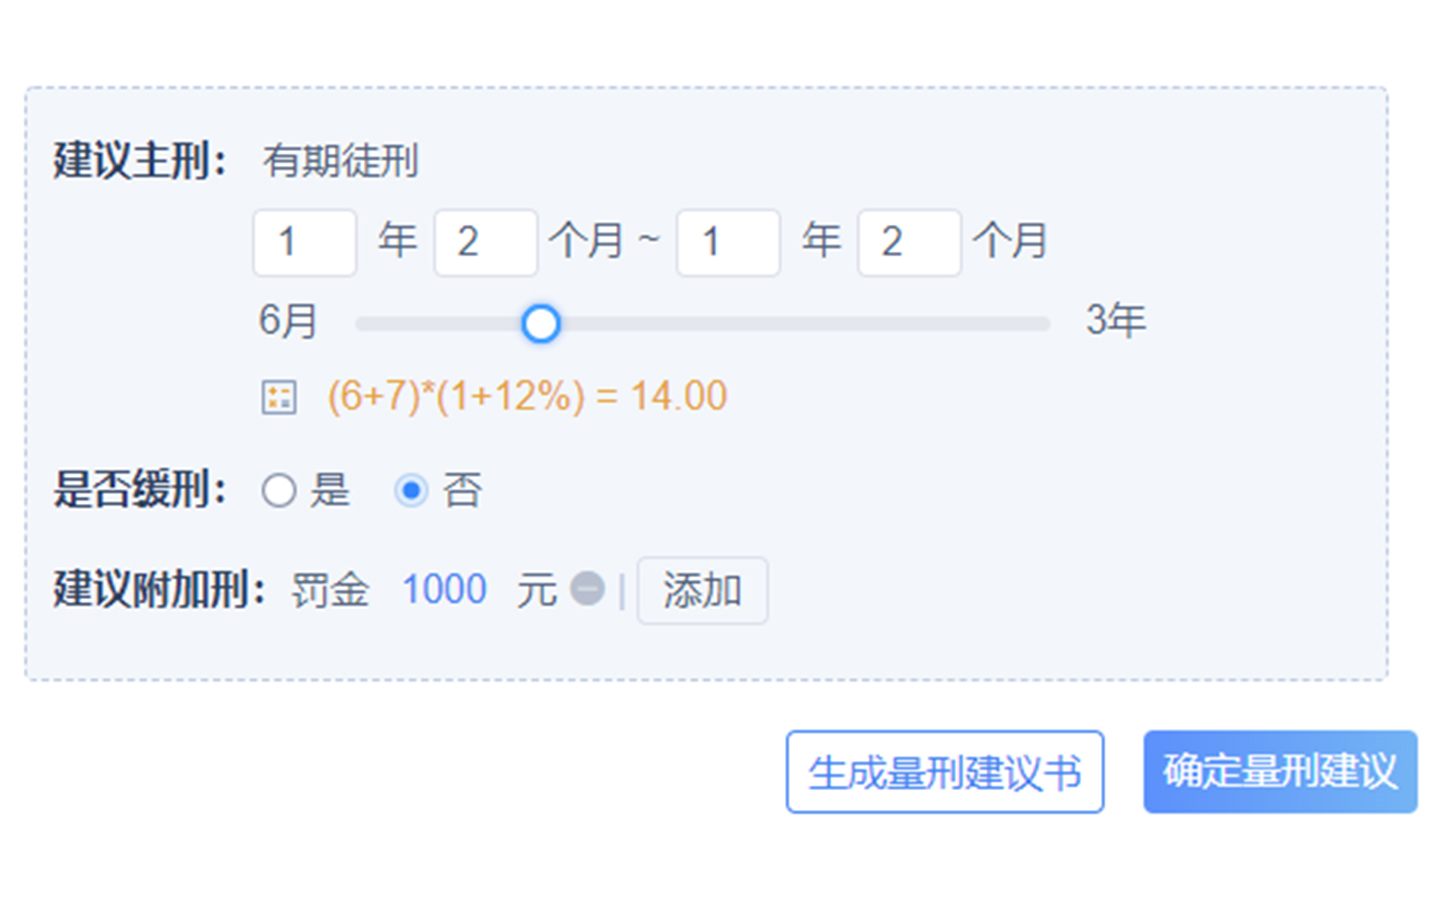 建议主刑： 有期徒刑
1 年 2 个月 ~ 1 年 2 个月
6月 3年
(6+7)*(1+12%) = 14.00
是否缓刑： 是 否
建议附加刑： 罚金 1000 元 | 添加
生成量刑建议书 确定量刑建议